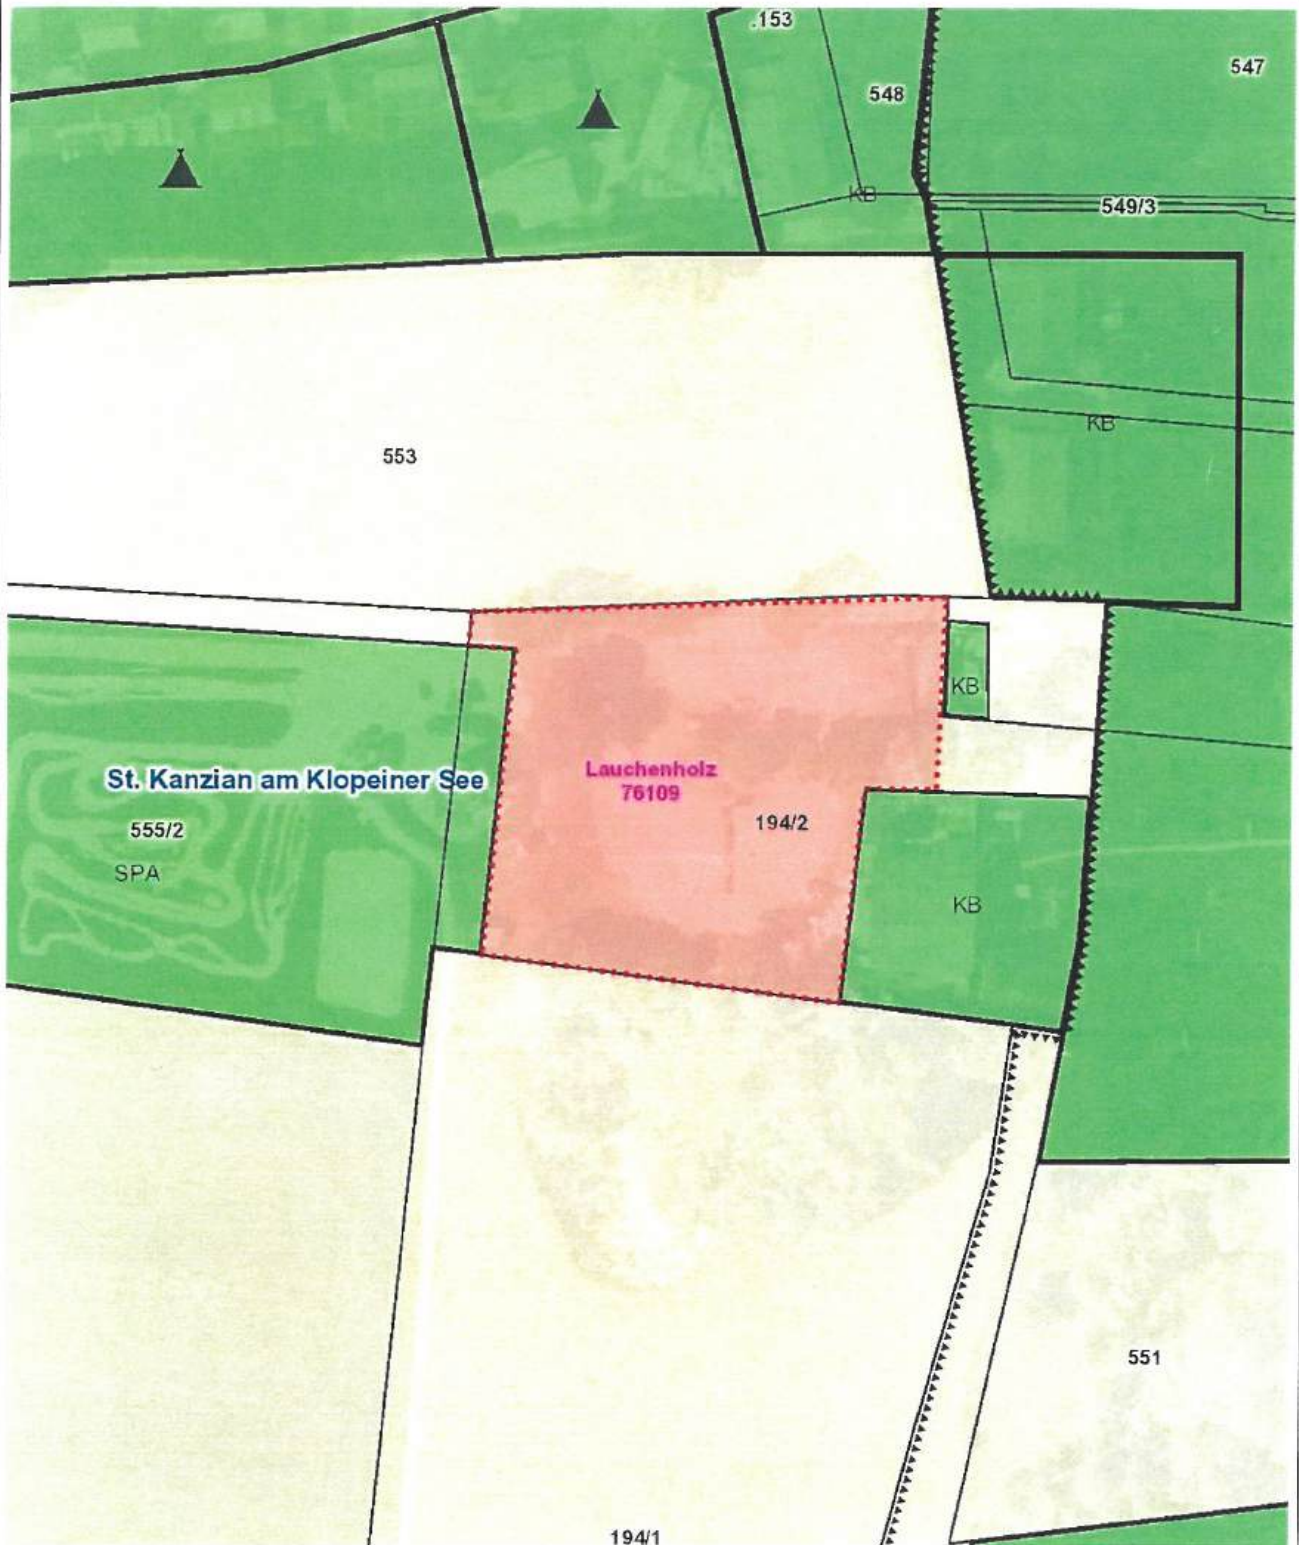 .153
547
548
KB
549/3
KB
553
KB
Lauchenholz
76109
St. Kanzian am Klopeiner See
194/2
555/2
SPA
KB
551
194/1